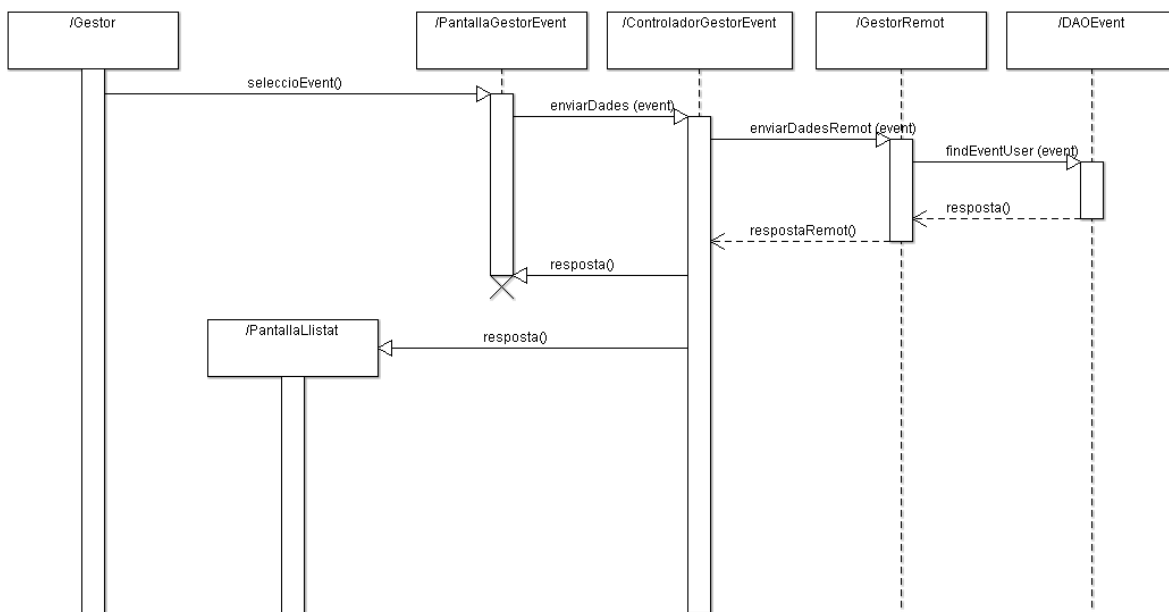 /Gestor
/PantallaGestorEvent
/ControladorGestorEvent
/GestorRemot
/DAOEvent
seleccioEvent()
enviarDades (event)
enviarDadesRemot (event)
findEventUser (event)
resposta()
respostaRemot()
resposta()
/PantallaLlistat
resposta()